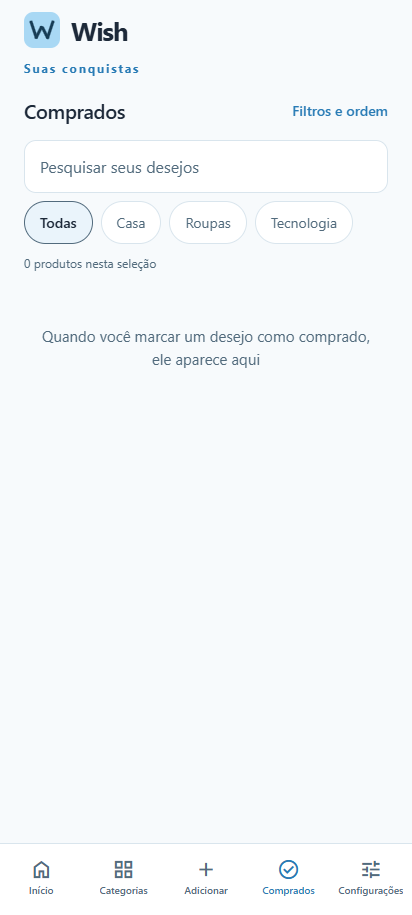 W Wish
Suas conquistas
Comprados Filtros e ordem
Pesquisar seus desejos
Todas Casa Roupas Tecnologia
0 produtos nesta seleção
Quando você marcar um desejo como comprado,
ele aparece aqui
Início Categorias Adicionar Comprados Configurações